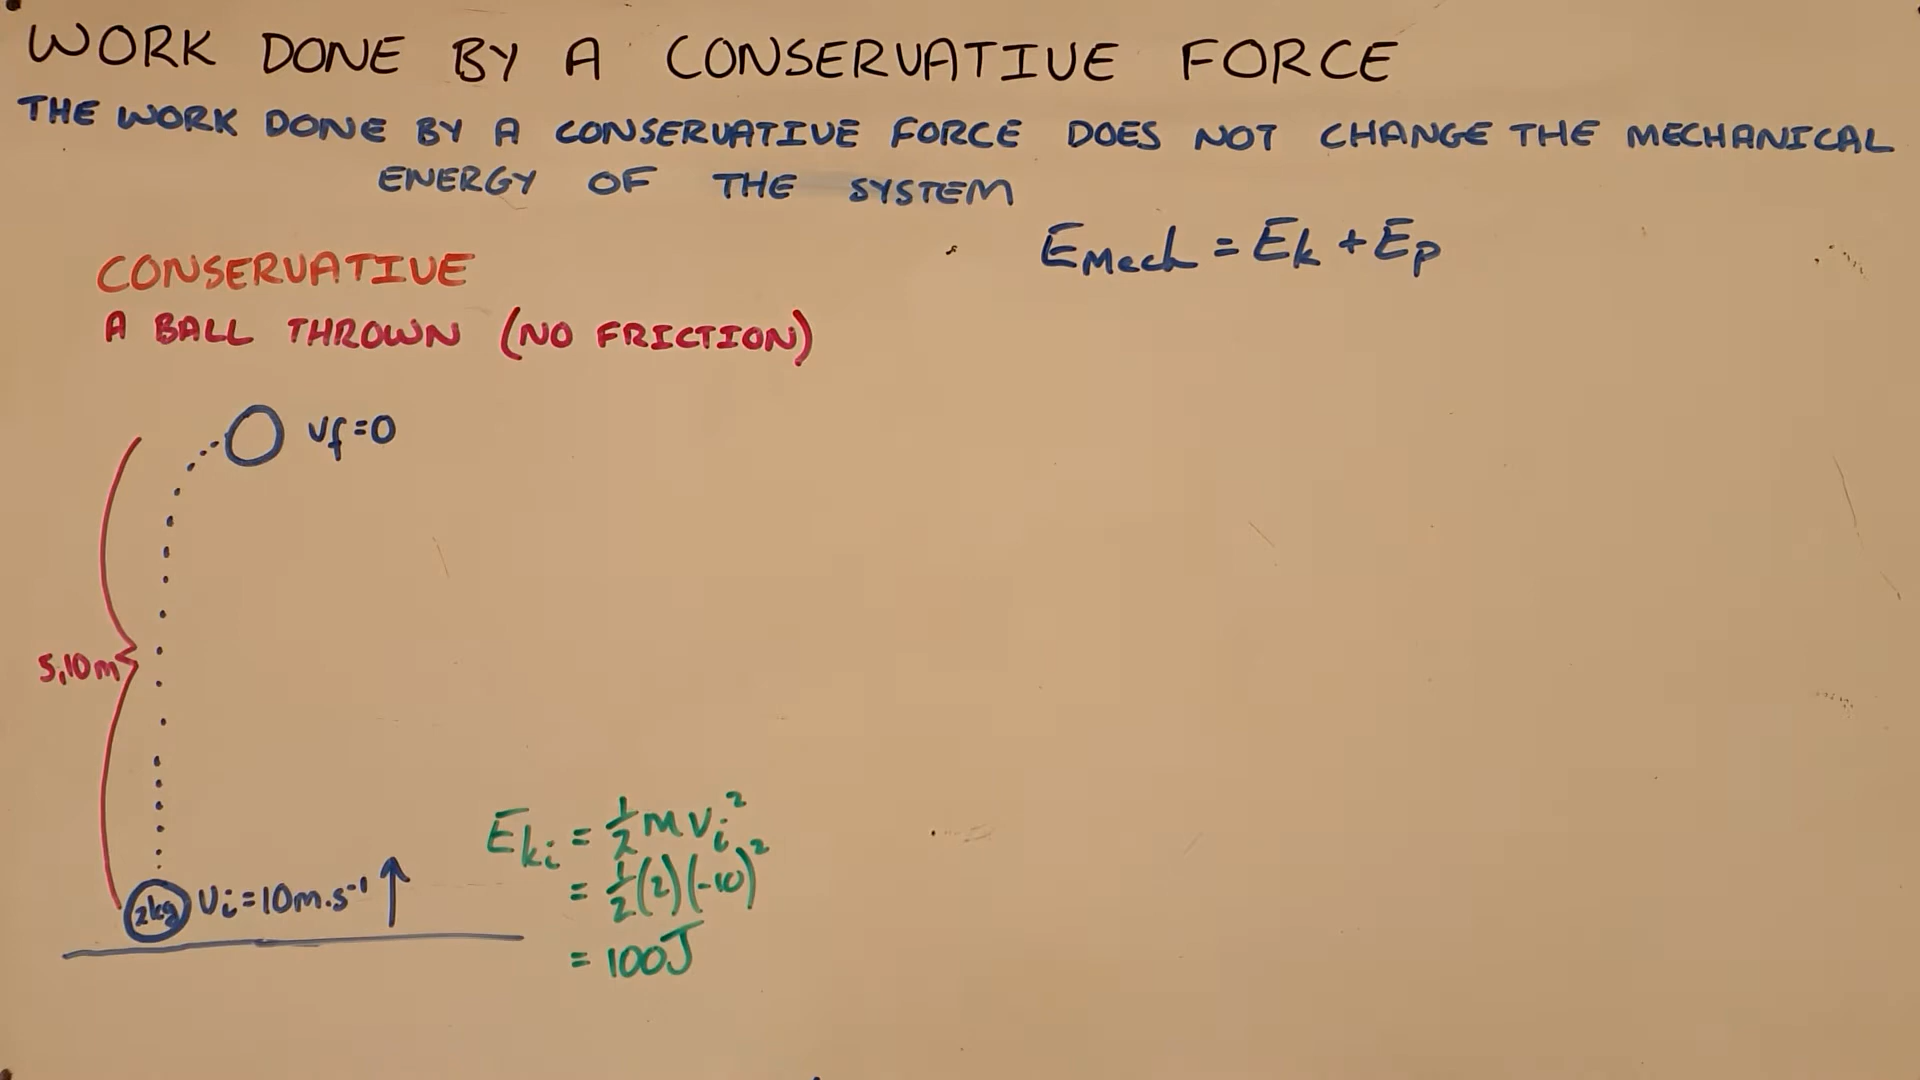 WORK DONE BY A CONSERVATIVE FORCE
THE WORK DONE BY A CONSERVATIVE FORCE DOES NOT CHANGE THE MECHANICAL
ENERGY OF THE SYSTEM
EMech = Ek + Ep
CONSERVATIVE
A BALL THROWN (NO FRICTION)
vf=0
5,10m
Eki = ½mvi²
= ½(2)(-10)²
2kg vi=10m.s⁻¹
= 100J